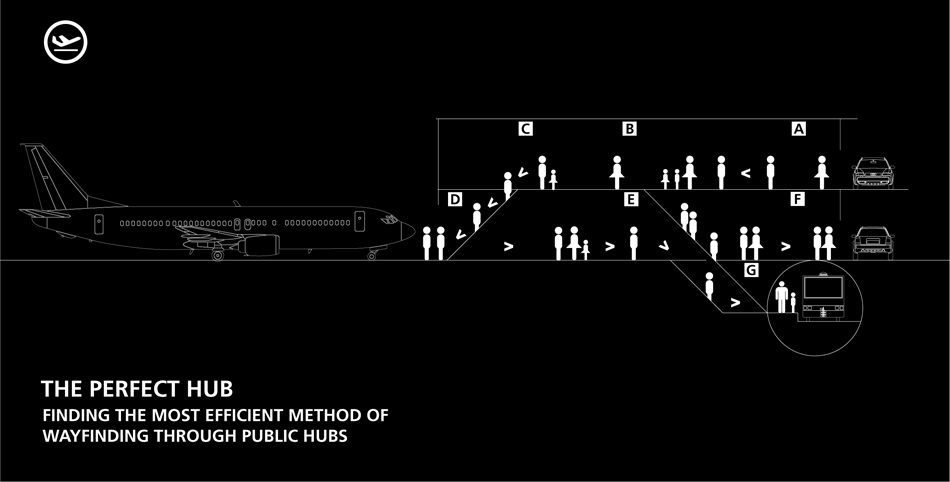 C B A
<
<
D < E F
< > > < >
G
>
THE PERFECT HUB
FINDING THE MOST EFFICIENT METHOD OF
WAYFINDING THROUGH PUBLIC HUBS